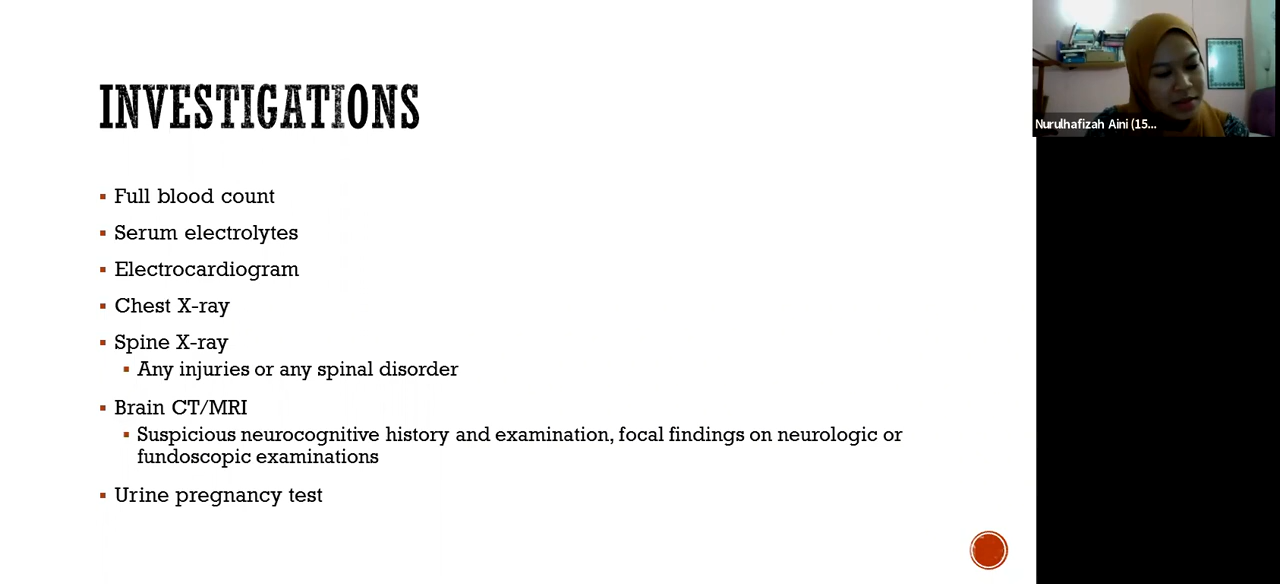 INVESTIGATIONS
Full blood count
Serum electrolytes
Electrocardiogram
Chest X-ray
Spine X-ray
Any injuries or any spinal disorder
Brain CT/MRI
Suspicious neurocognitive history and examination, focal findings on neurologic or
fundoscopic examinations
Urine pregnancy test
Nurulhafizah Aini (15...